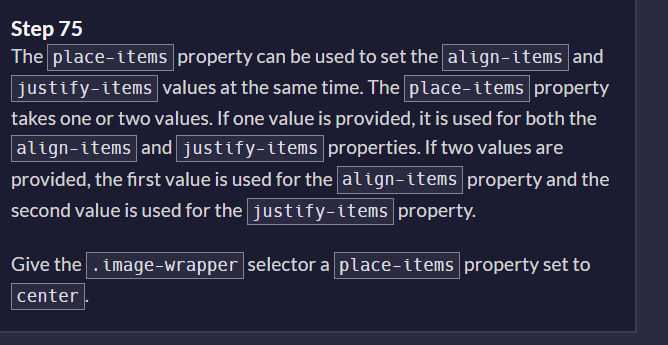 Step 75
The place-items property can be used to set the align-items and
justify-items values at the same time. The place-items property
takes one or two values. If one value is provided, it is used for both the
align-items and justify-items properties. If two values are
provided, the first value is used for the align-items property and the
second value is used for the justify-items property.
Give the .image-wrapper selector a place-items property set to
center.